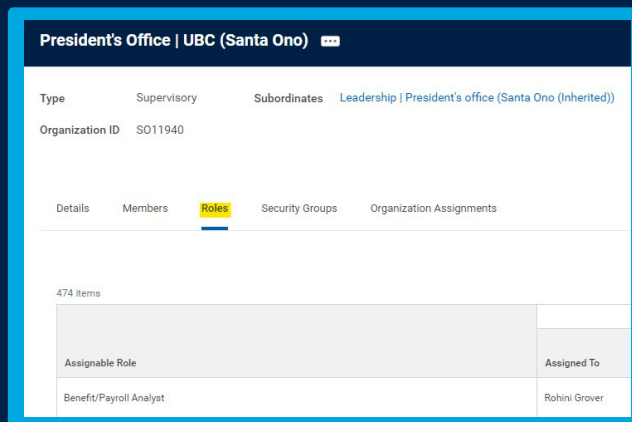 President's Office | UBC (Santa Ono)
Type Supervisory Subordinates Leadership | President's office (Santa Ono (Inherited))
Organization ID SO11940
Details Members Roles Security Groups Organization Assignments
474 items
Assignable Role Assigned To
Benefit/Payroll Analyst Rohini Grover